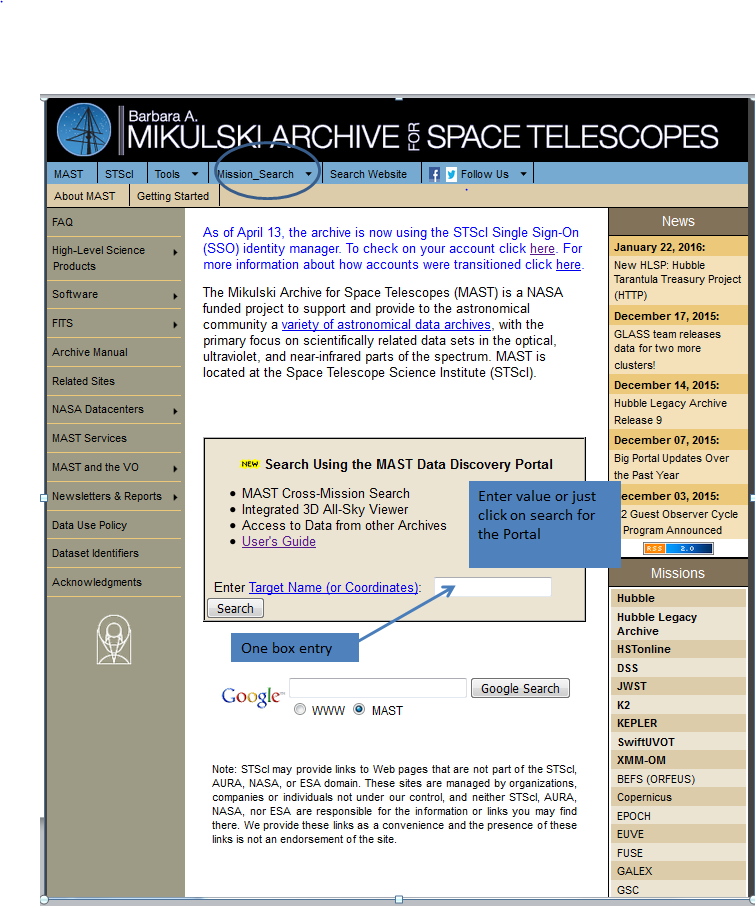 Barbara A.
MIKULSKI ARCHIVE FOR SPACE TELESCOPES
MAST
STScI
Tools
Mission_Search
Search Website
Follow Us
About MAST
Getting Started
FAQ
High-Level Science
Products
Software
FITS
Archive Manual
Related Sites
NASA Datacenters
MAST Services
MAST and the VO
Newsletters & Reports
Data Use Policy
Dataset Identifiers
Acknowledgments
As of April 13, the archive is now using the STScI Single Sign-On
(SSO) identity manager. To check on your account click here. For
more information about how accounts were transitioned click here.
The Mikulski Archive for Space Telescopes (MAST) is a NASA
funded project to support and provide to the astronomical
community a variety of astronomical data archives, with the
primary focus on scientifically related data sets in the optical,
ultraviolet, and near-infrared parts of the spectrum. MAST is
located at the Space Telescope Science Institute (STScI).
NEW Search Using the MAST Data Discovery Portal
• MAST Cross-Mission Search
• Integrated 3D All-Sky Viewer
• Access to Data from other Archives
• User's Guide
Enter value or just
click on search for
the Portal
Enter Target Name (or Coordinates):
Search
One box entry
Google™
Google Search
WWW
MAST
Note: STScI may provide links to Web pages that are not part of the STScI,
AURA, NASA, or ESA domain. These sites are managed by organizations,
companies or individuals not under our control, and neither STScI, AURA,
NASA, nor ESA are responsible for the information or links you may find
there. We provide these links as a convenience and the presence of these
links is not an endorsement of the site.
News
January 22, 2016:
New HLSP: Hubble
Tarantula Treasury Project
(HTTP)
December 17, 2015:
GLASS team releases
data for two more
clusters!
December 14, 2015:
Hubble Legacy Archive
Release 9
December 07, 2015:
Big Portal Updates Over
the Past Year
ecember 03, 2015:
2 Guest Observer Cycle
Program Announced
RSS 2.0
Missions
Hubble
Hubble Legacy
Archive
HSTonline
DSS
JWST
K2
KEPLER
SwiftUVOT
XMM-OM
BEFS (ORFEUS)
Copernicus
EPOCH
EUVE
FUSE
GALEX
GSC